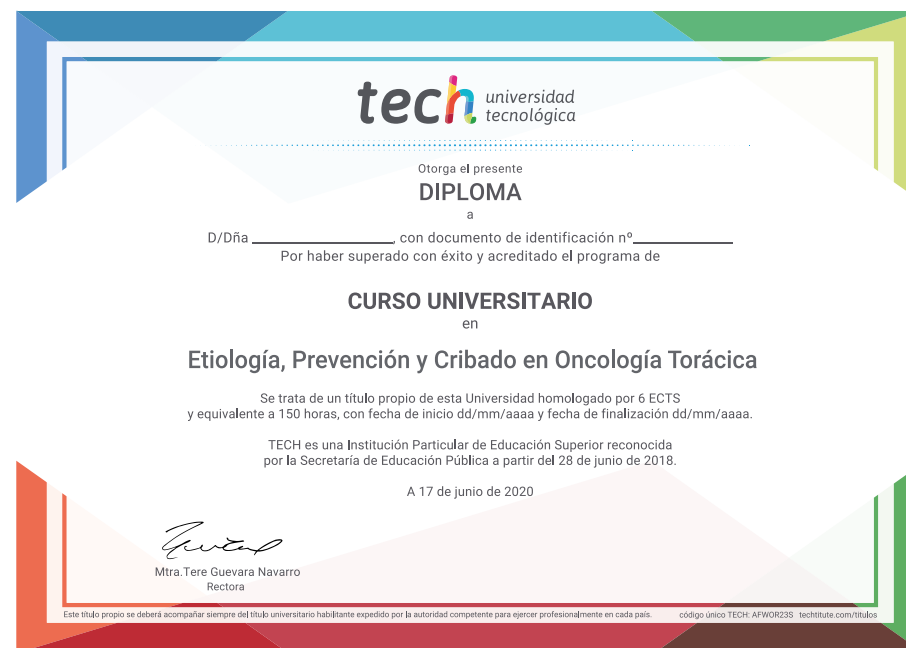 tech universidad
tecnológica
Otorga el presente
DIPLOMA
a
D/Dña ____________________, con documento de identificación nº______________
Por haber superado con éxito y acreditado el programa de
CURSO UNIVERSITARIO
en
Etiología, Prevención y Cribado en Oncología Torácica
Se trata de un título propio de esta Universidad homologado por 6 ECTS
y equivalente a 150 horas, con fecha de inicio dd/mm/aaaa y fecha de finalización dd/mm/aaaa.
TECH es una Institución Particular de Educación Superior reconocida
por la Secretaría de Educación Pública a partir del 28 de junio de 2018.
A 17 de junio de 2020
Mtra.Tere Guevara Navarro
Rectora
Este título propio se deberá acompañar siempre del título universitario habilitante expedido por la autoridad competente para ejercer profesionalmente en cada país. código único TECH: AFWOR23S techtitute.com/titulos